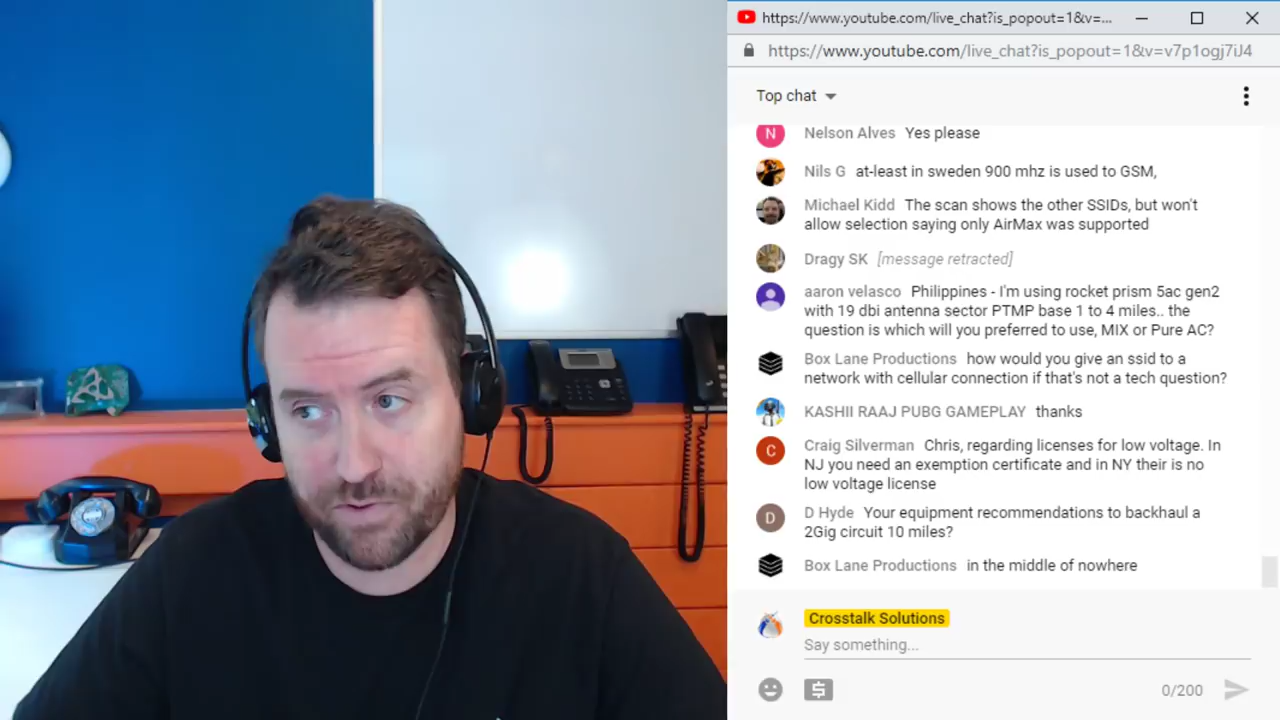 https://www.youtube.com/live_chat?is_popout=1&v=...
https://www.youtube.com/live_chat?is_popout=1&v=v7p1ogj7iJ4
Top chat
N
Nelson Alves Yes please
Nils G at-least in sweden 900 mhz is used to GSM,
Michael Kidd The scan shows the other SSIDs, but won't
allow selection saying only AirMax was supported
Dragy SK [message retracted]
aaron velasco Philippines - I'm using rocket prism 5ac gen2
with 19 dbi antenna sector PTMP base 1 to 4 miles.. the
question is which will you preferred to use, MIX or Pure AC?
Box Lane Productions how would you give an ssid to a
network with cellular connection if that's not a tech question?
KASHII RAAJ PUBG GAMEPLAY thanks
C
Craig Silverman Chris, regarding licenses for low voltage. In
NJ you need an exemption certificate and in NY their is no
low voltage license
D
D Hyde Your equipment recommendations to backhaul a
2Gig circuit 10 miles?
Box Lane Productions in the middle of nowhere
Crosstalk Solutions
Say something...
$
0/200